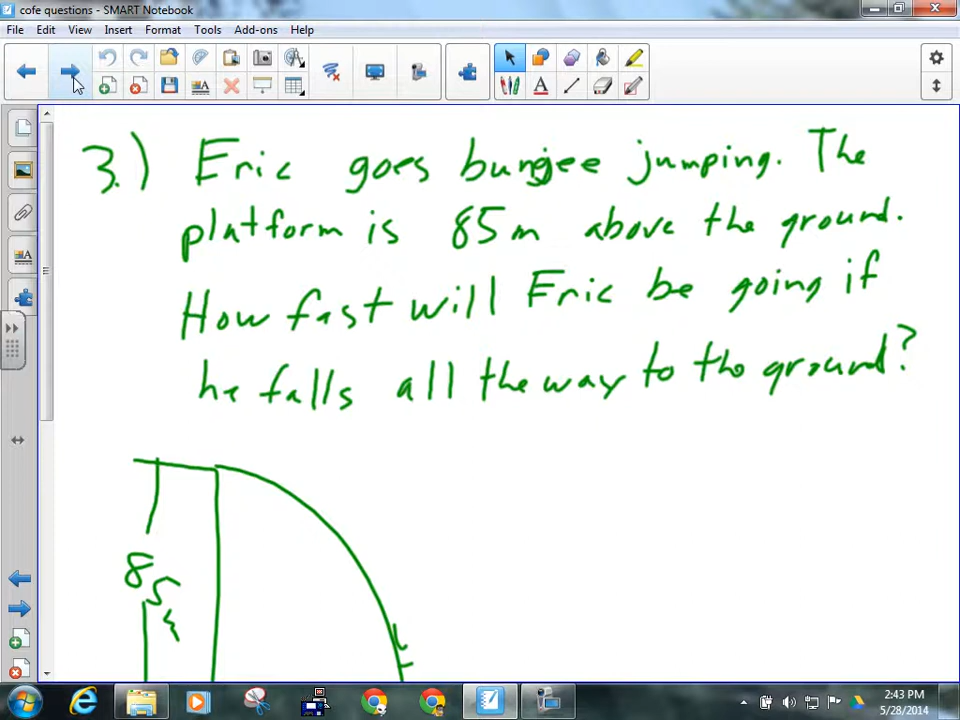 cofe questions - SMART Notebook
File Edit View Insert Format Tools Add-ons Help
3.) Eric goes bungee jumping. The
platform is 85m above the ground.
How fast will Eric be going if
he falls all the way to the ground?
85
2:43 PM
5/28/2014